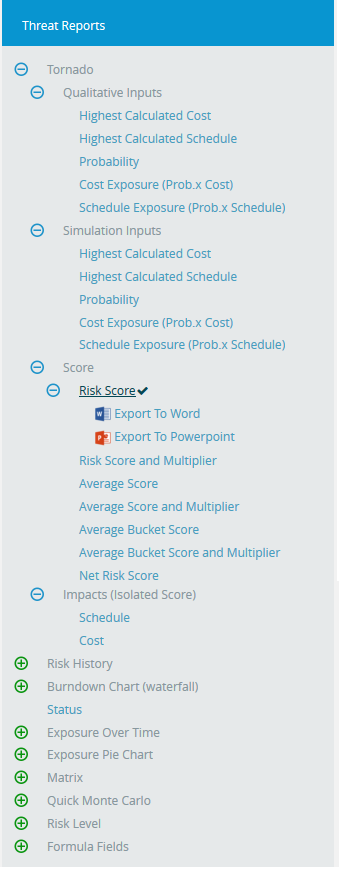 Threat Reports
Tornado
Qualitative Inputs
Highest Calculated Cost
Highest Calculated Schedule
Probability
Cost Exposure (Prob.x Cost)
Schedule Exposure (Prob.x Schedule)
Simulation Inputs
Highest Calculated Cost
Highest Calculated Schedule
Probability
Cost Exposure (Prob.x Cost)
Schedule Exposure (Prob.x Schedule)
Score
Risk Score
Export To Word
Export To Powerpoint
Risk Score and Multiplier
Average Score
Average Score and Multiplier
Average Bucket Score
Average Bucket Score and Multiplier
Net Risk Score
Impacts (Isolated Score)
Schedule
Cost
Risk History
Burndown Chart (waterfall)
Status
Exposure Over Time
Exposure Pie Chart
Matrix
Quick Monte Carlo
Risk Level
Formula Fields